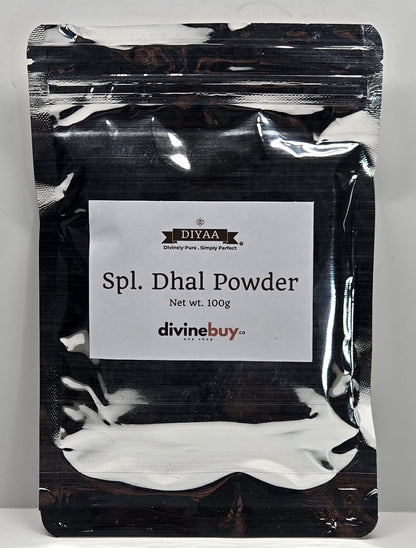 DIYAA
Divinely Pure . Simply Perfect
Spl. Dhal Powder
Net wt. 100g
divinebuy.ca
one shop